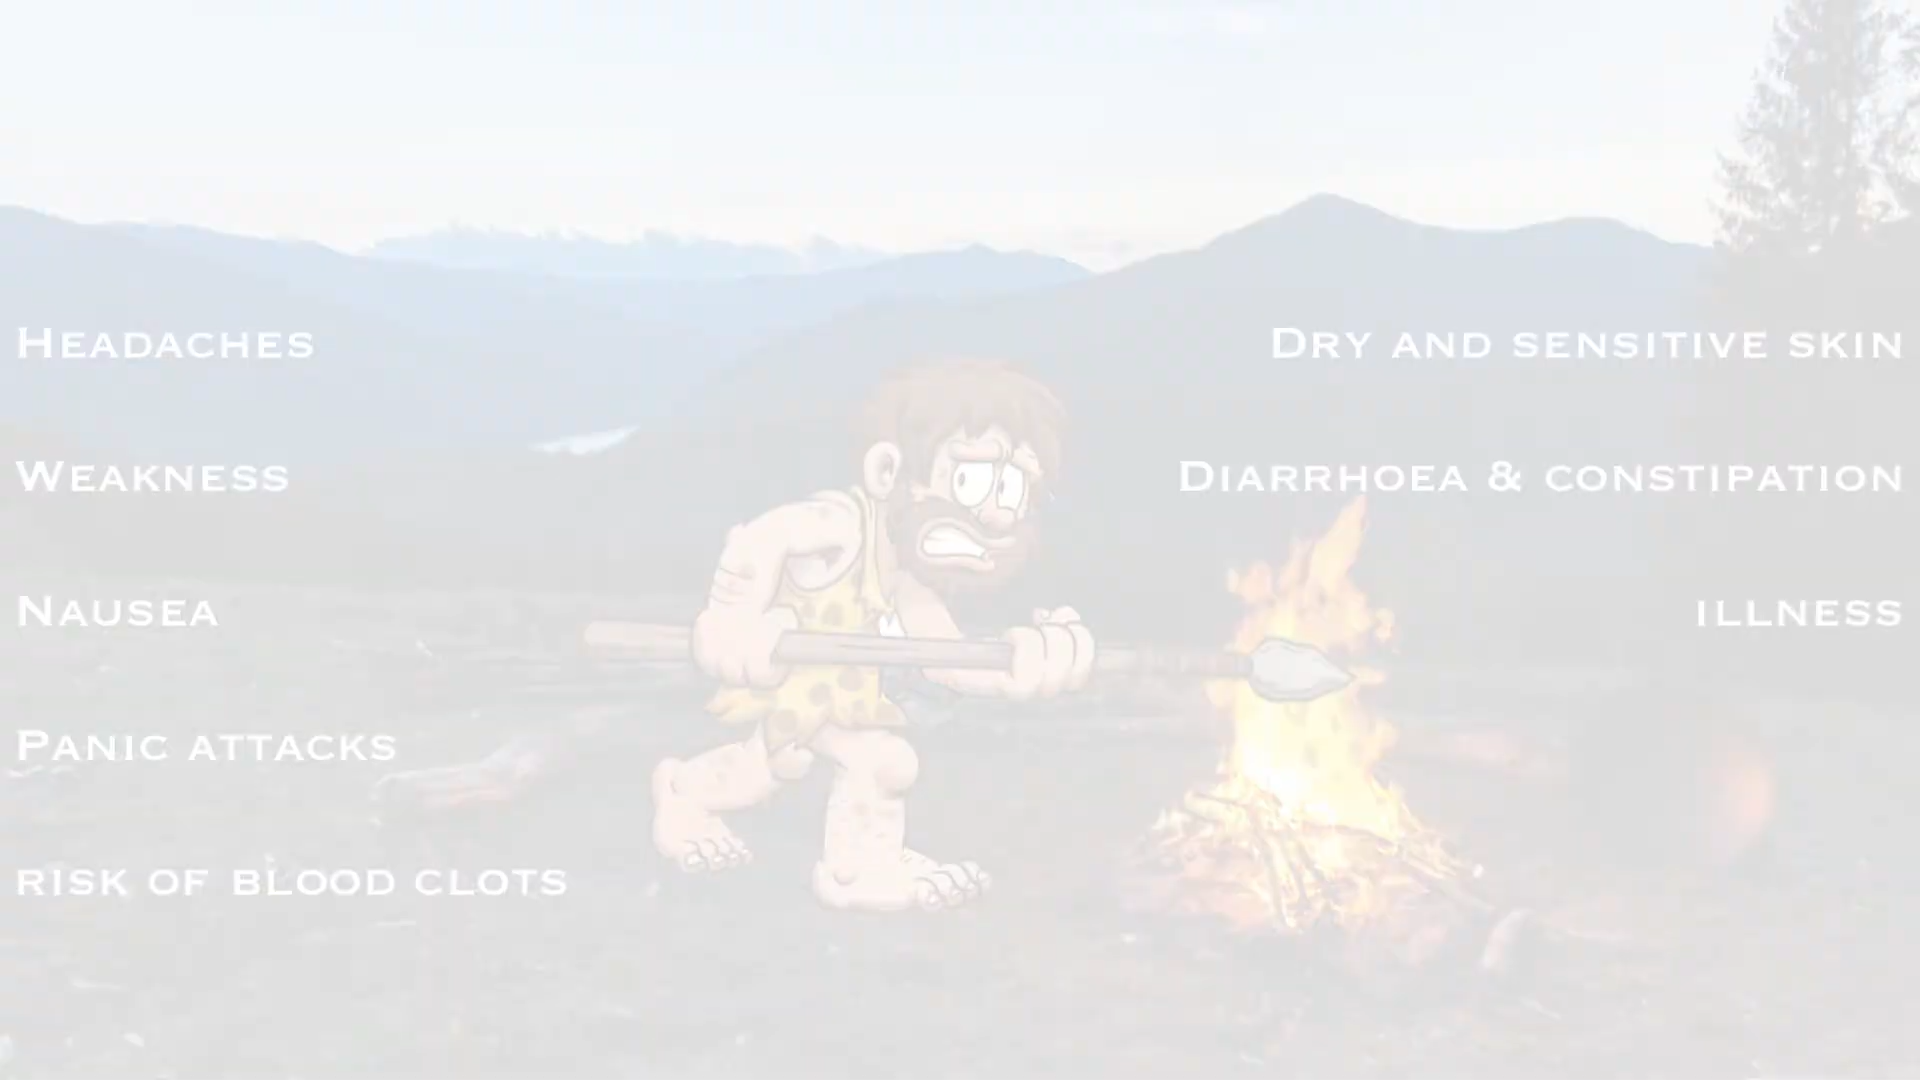 Headaches
Weakness
Nausea
Panic attacks
risk of blood clots
Dry and sensitive skin
Diarrhoea & constipation
illness